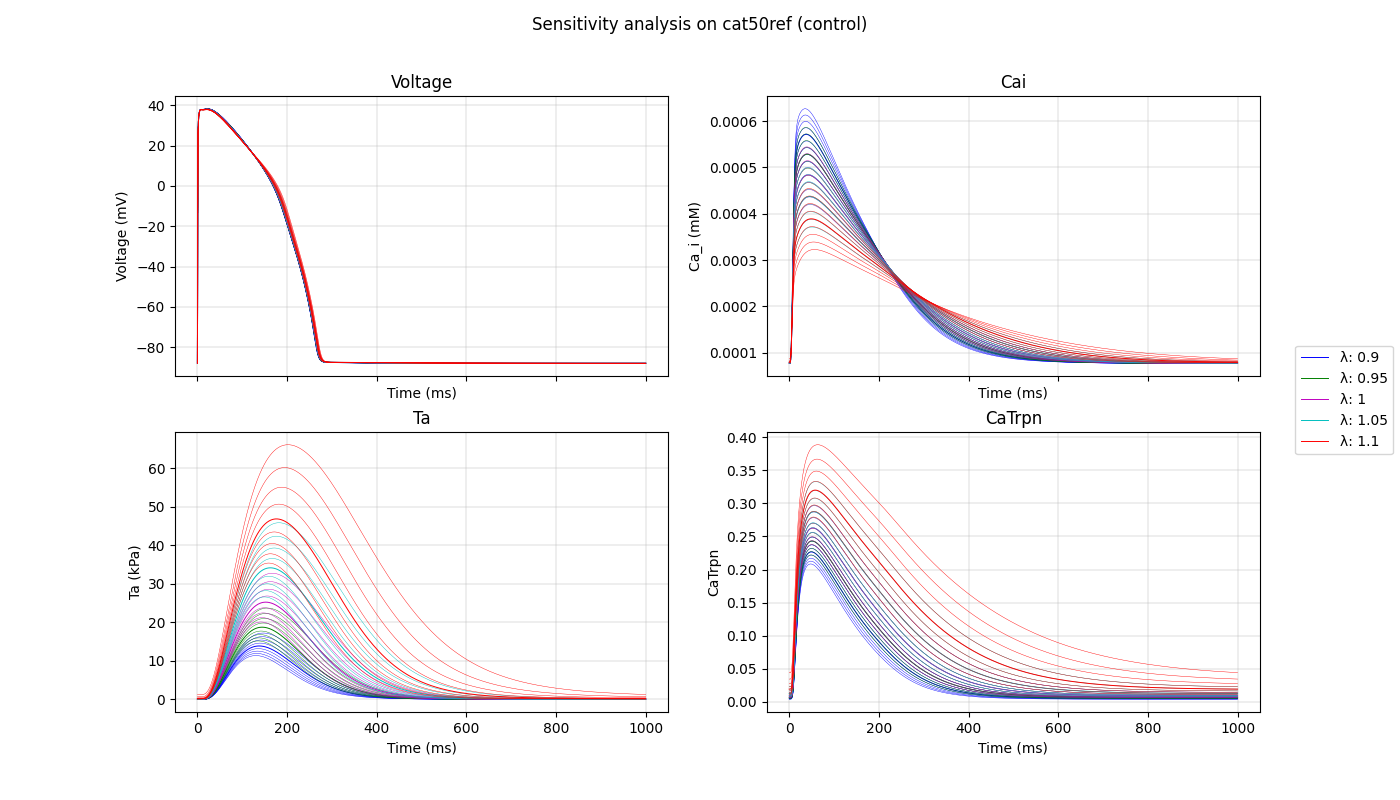 Sensitivity analysis on cat50ref (control)
Voltage
40
20
0
−20
−40
−60
−80
Voltage (mV)
Time (ms)
Cai
0.0006
0.0005
0.0004
0.0003
0.0002
0.0001
Ca_i (mM)
Time (ms)
λ: 0.9
λ: 0.95
λ: 1
λ: 1.05
λ: 1.1
Ta
60
50
40
30
20
10
0
Ta (kPa)
0 200 400 600 800 1000
Time (ms)
CaTrpn
0.40
0.35
0.30
0.25
0.20
0.15
0.10
0.05
0.00
CaTrpn
0 200 400 600 800 1000
Time (ms)